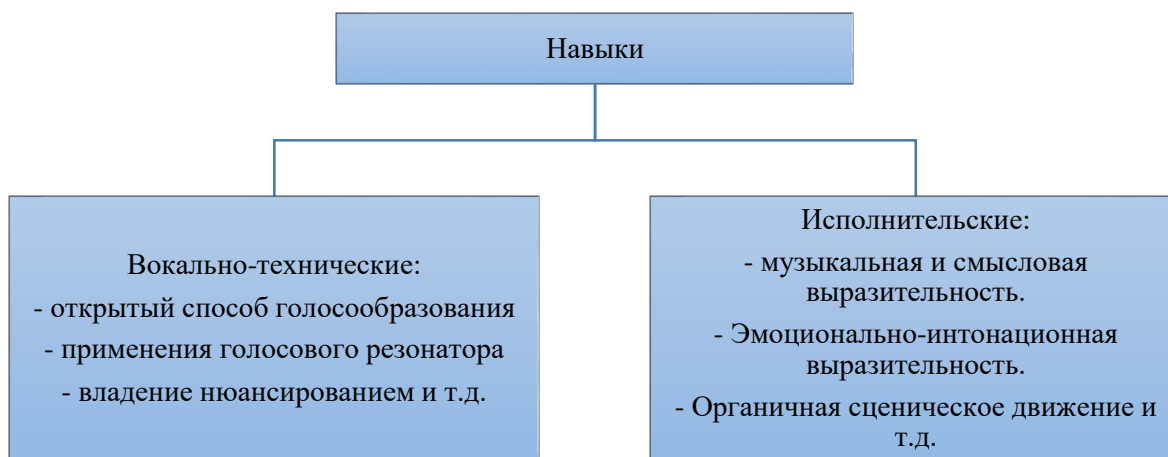 Навыки
Вокально-технические:
- открытый способ голосообразования
- применения голосового резонатора
- владение нюансированием и т.д.
Исполнительские:
- музыкальная и смысловая
выразительность.
- Эмоционально-интонационная
выразительность.
- Органичная сценическое движение и
т.д.